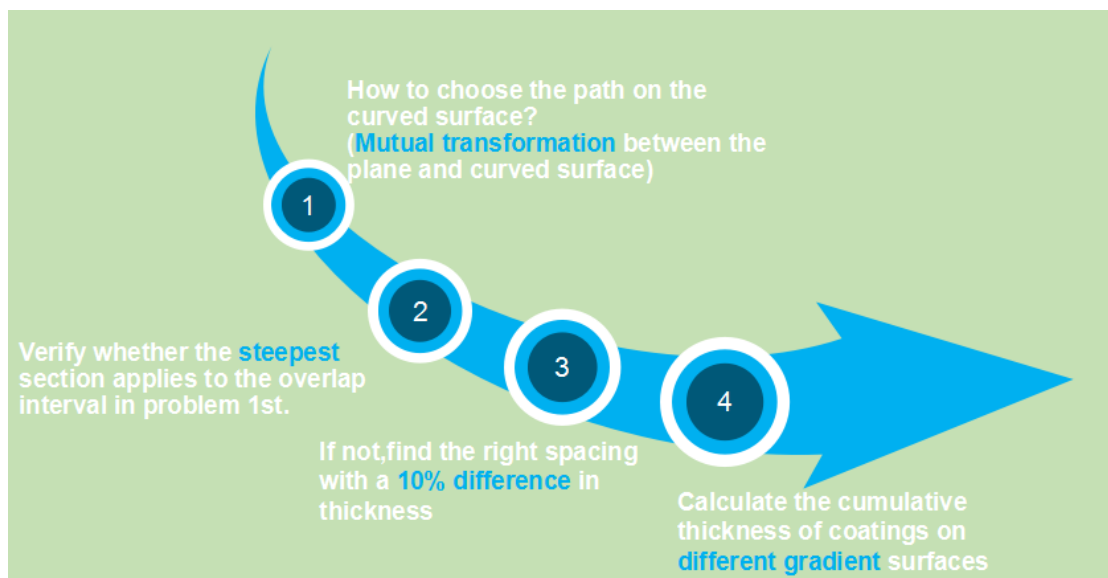 How to choose the path on the
curved surface?
(Mutual transformation between the
plane and curved surface)
1
2
Verify whether the steepest
section applies to the overlap
interval in problem 1st.
3
If not,find the right spacing
with a 10% difference in
thickness
4
Calculate the cumulative
thickness of coatings on
different gradient surfaces